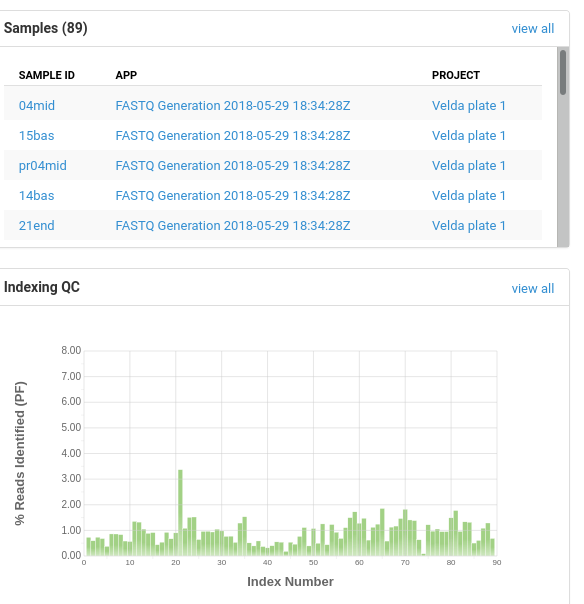 Samples (89) view all
SAMPLE ID APP PROJECT
04mid FASTQ Generation 2018-05-29 18:34:28Z Velda plate 1
15bas FASTQ Generation 2018-05-29 18:34:28Z Velda plate 1
pr04mid FASTQ Generation 2018-05-29 18:34:28Z Velda plate 1
14bas FASTQ Generation 2018-05-29 18:34:28Z Velda plate 1
21end FASTQ Generation 2018-05-29 18:34:28Z Velda plate 1
Indexing QC view all
% Reads Identified (PF)
8.00
7.00
6.00
5.00
4.00
3.00
2.00
1.00
0.00
0 10 20 30 40 50 60 70 80 90
Index Number